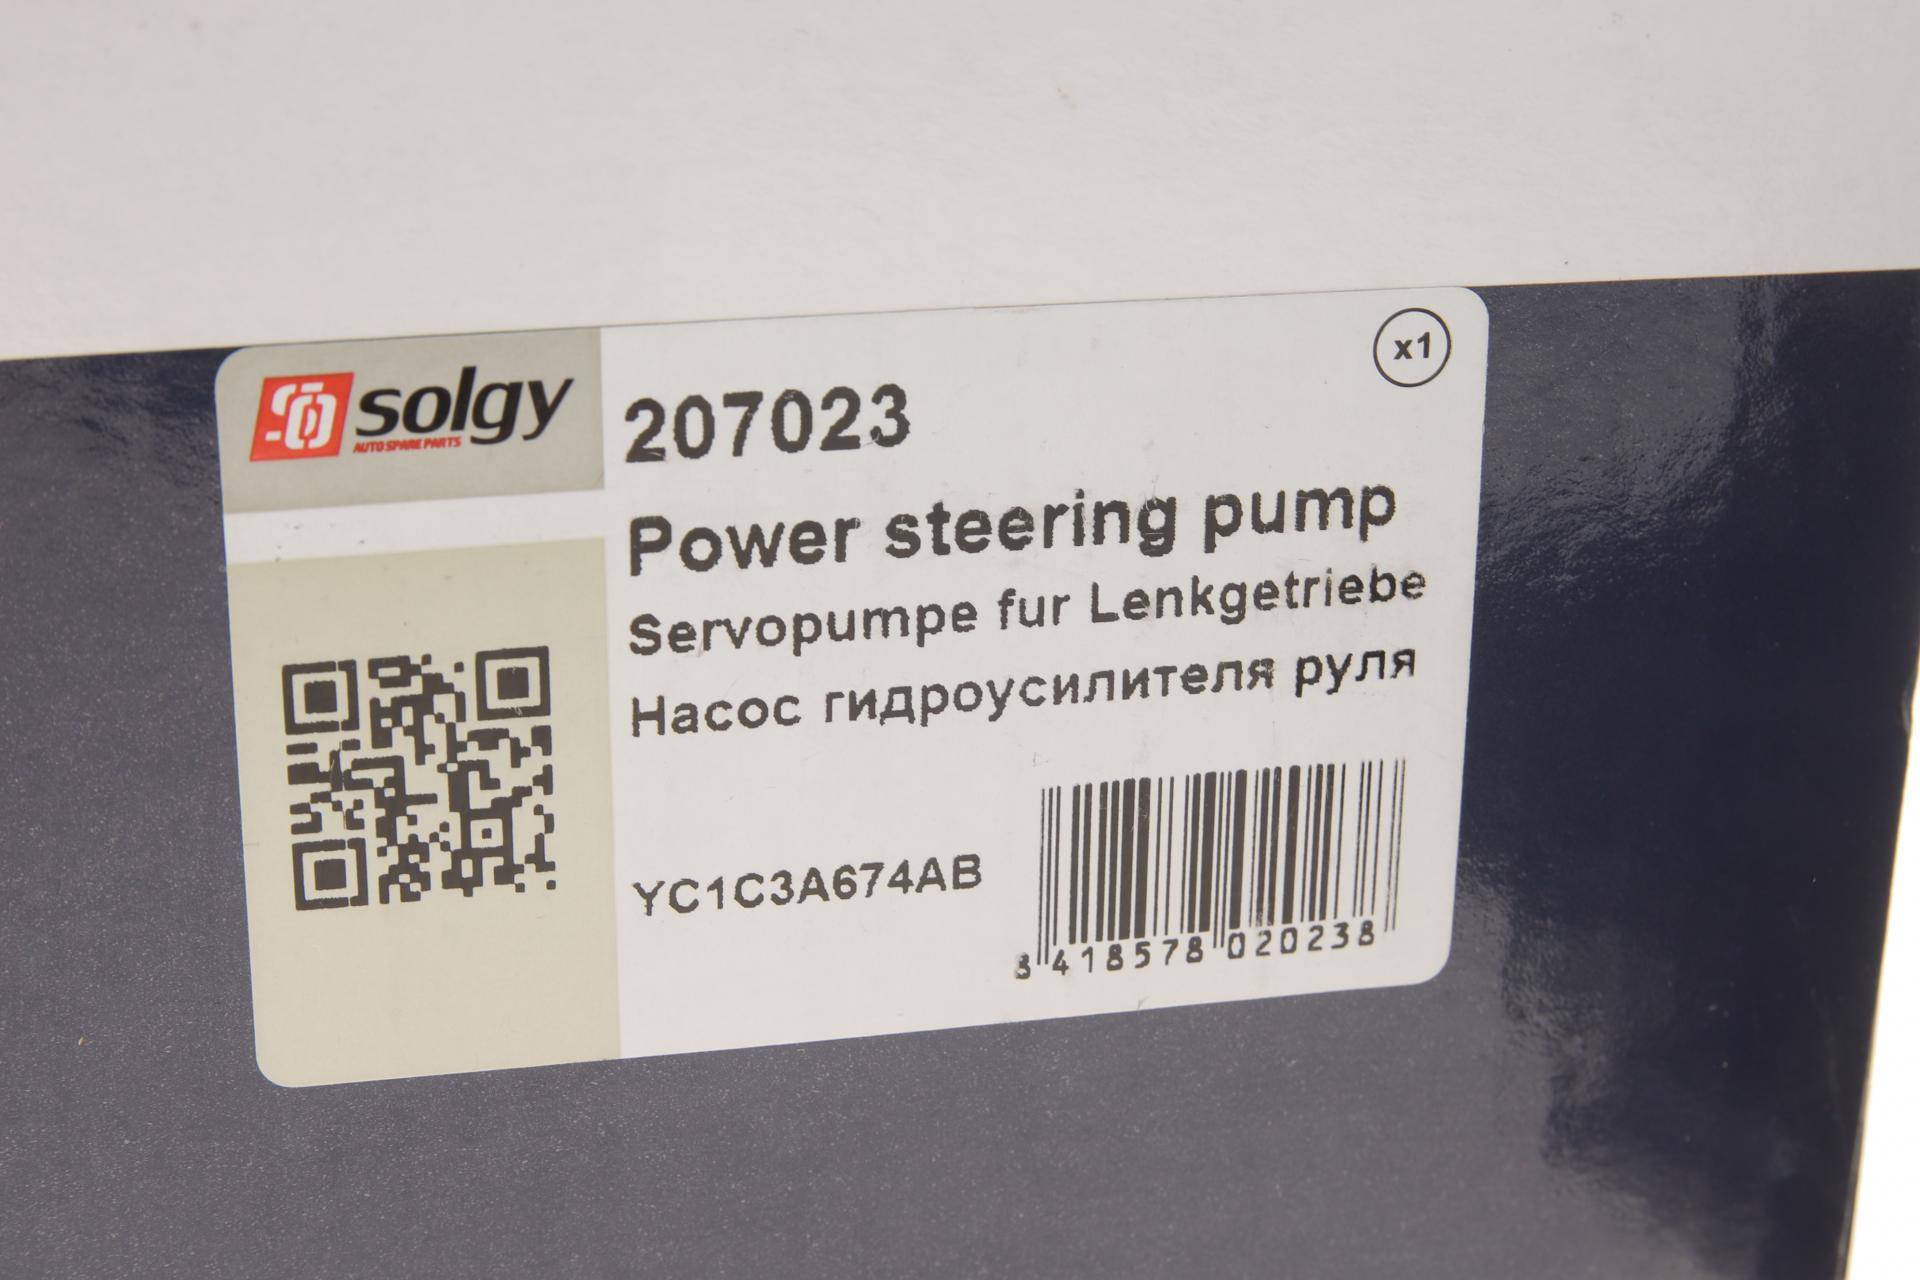 solgy
AUTO SPARE PARTS
x1
207023
Power steering pump
Servopumpe fur Lenkgetriebe
Насос гидроусилителя руля
YC1C3A674AB
8 418578 020238